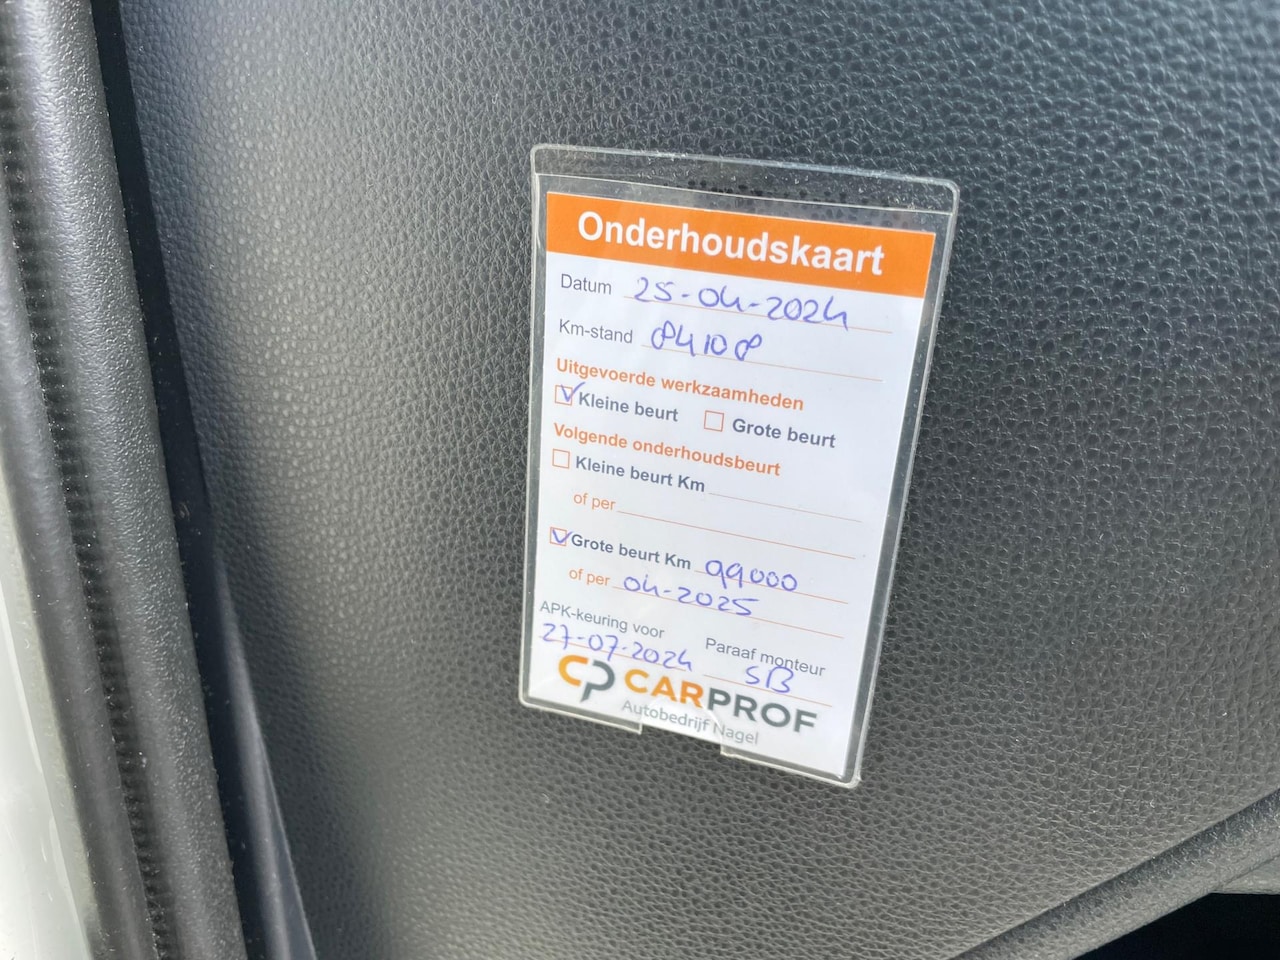 Onderhoudskaart
Datum 25-04-2024
Km-stand 84108
Uitgevoerde werkzaamheden
Kleine beurt Grote beurt
Volgende onderhoudsbeurt
Kleine beurt Km
of per
Grote beurt Km 99000
of per 04-2025
APK-keuring voor Paraaf monteur
27-07-2024 SB
CP CARPROF
Autobedrijf Nagel